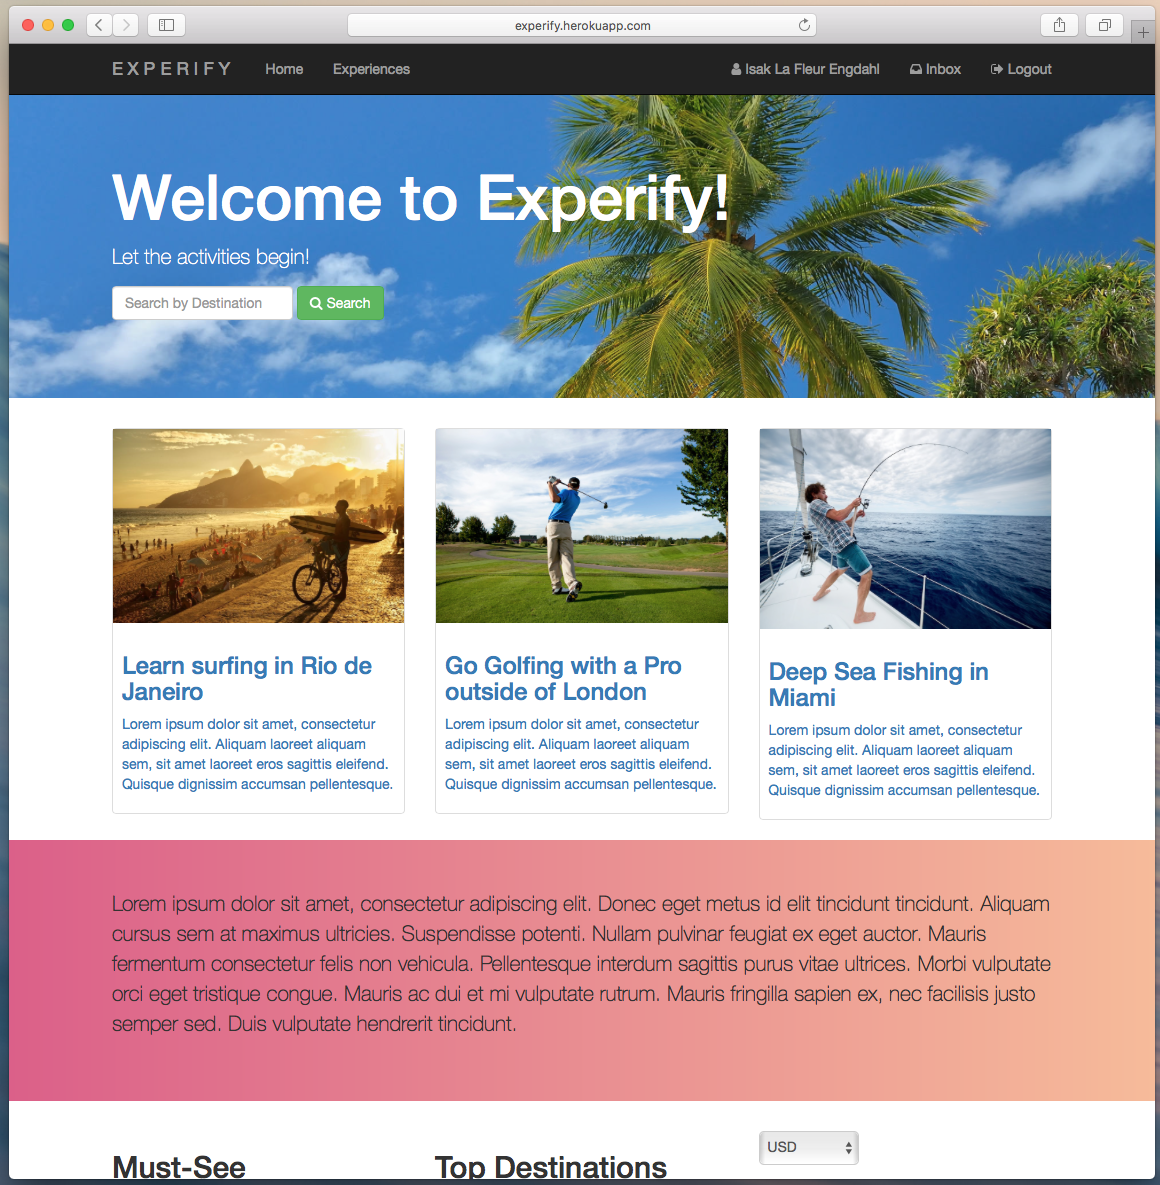 experify.herokuapp.com
EXPERIFY Home Experiences Isak La Fleur Engdahl Inbox Logout
Welcome to Experify!
Let the activities begin!
Search by Destination Search
Learn surfing in Rio de
Janeiro
Lorem ipsum dolor sit amet, consectetur
adipiscing elit. Aliquam laoreet aliquam
sem, sit amet laoreet eros sagittis eleifend.
Quisque dignissim accumsan pellentesque.
Go Golfing with a Pro
outside of London
Lorem ipsum dolor sit amet, consectetur
adipiscing elit. Aliquam laoreet aliquam
sem, sit amet laoreet eros sagittis eleifend.
Quisque dignissim accumsan pellentesque.
Deep Sea Fishing in
Miami
Lorem ipsum dolor sit amet, consectetur
adipiscing elit. Aliquam laoreet aliquam
sem, sit amet laoreet eros sagittis eleifend.
Quisque dignissim accumsan pellentesque.
Lorem ipsum dolor sit amet, consectetur adipiscing elit. Donec eget metus id elit tincidunt tincidunt. Aliquam
cursus sem at maximus ultricies. Suspendisse potenti. Nullam pulvinar feugiat ex eget auctor. Mauris
fermentum consectetur felis non vehicula. Pellentesque interdum sagittis purus vitae ultrices. Morbi vulputate
orci eget tristique congue. Mauris ac dui et mi vulputate rutrum. Mauris fringilla sapien ex, nec facilisis justo
semper sed. Duis vulputate hendrerit tincidunt.
Must-See
Top Destinations
USD